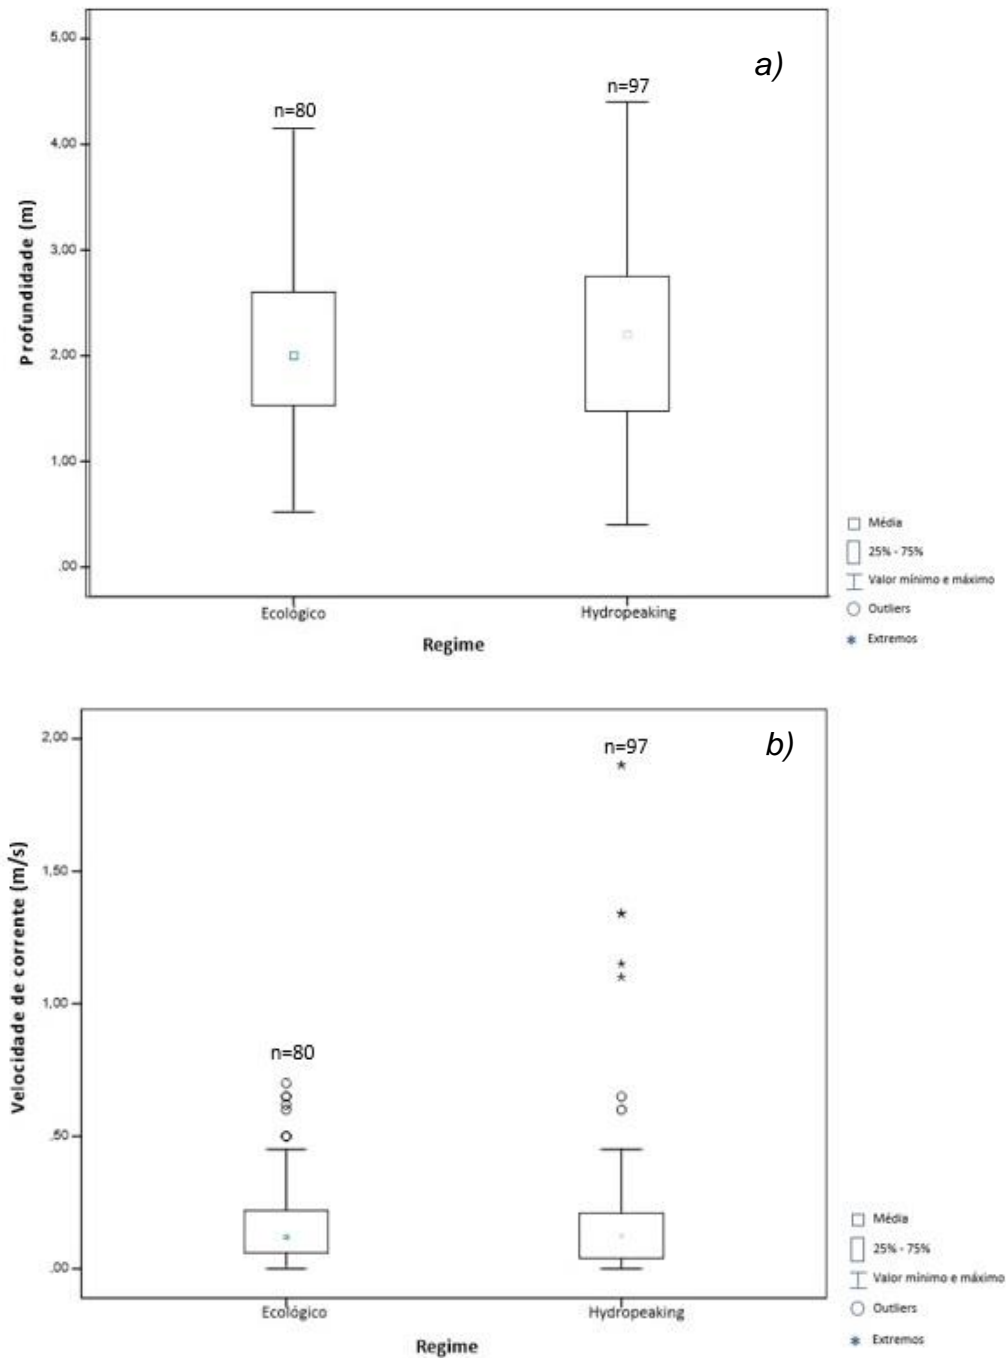 a)
5,00
n=97
n=80
4,00
3,00
Profundidade (m)
2,00
1,00
,00
Ecológico
Hydropeaking
Regime
Média
25% - 75%
Valor mínimo e máximo
Outliers
Extremos
b)
2,00
n=97
1,50
Velocidade de corrente (m/s)
1,00
n=80
,50
,00
Ecológico
Hydropeaking
Regime
Média
25% - 75%
Valor mínimo e máximo
Outliers
Extremos